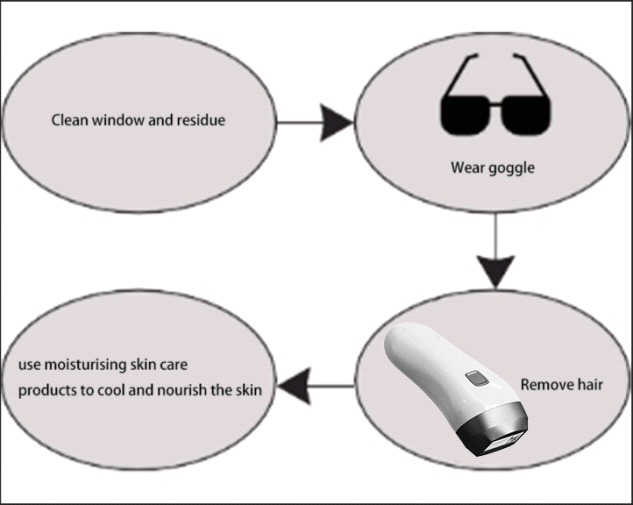 Clean window and residue
Wear goggle
Remove hair
use moisturising skin care
products to cool and nourish the skin